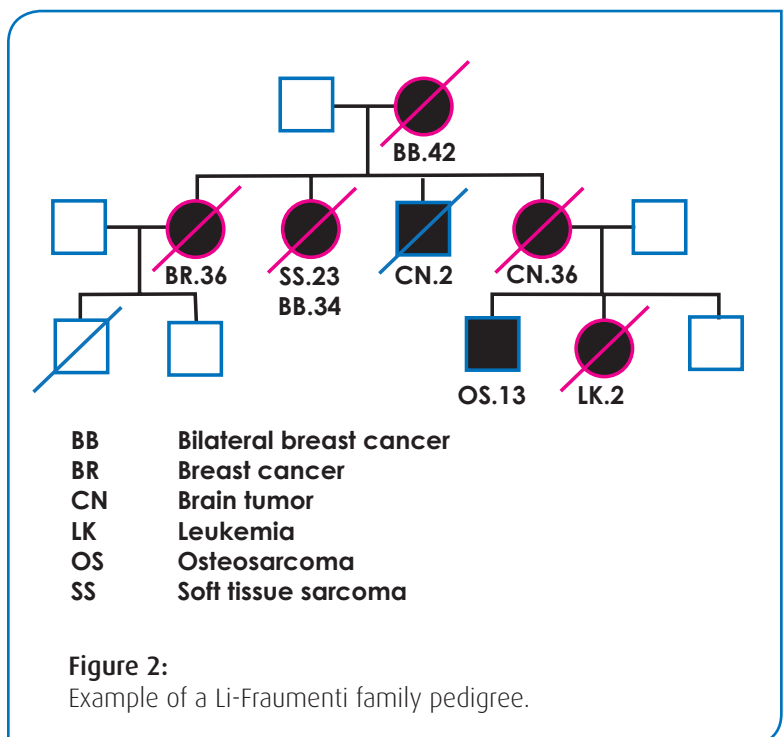 BB.42
BR.36 SS.23 CN.2 CN.36
BB.34
OS.13 LK.2
BB Bilateral breast cancer
BR Breast cancer
CN Brain tumor
LK Leukemia
OS Osteosarcoma
SS Soft tissue sarcoma
Figure 2:
Example of a Li-Fraumenti family pedigree.